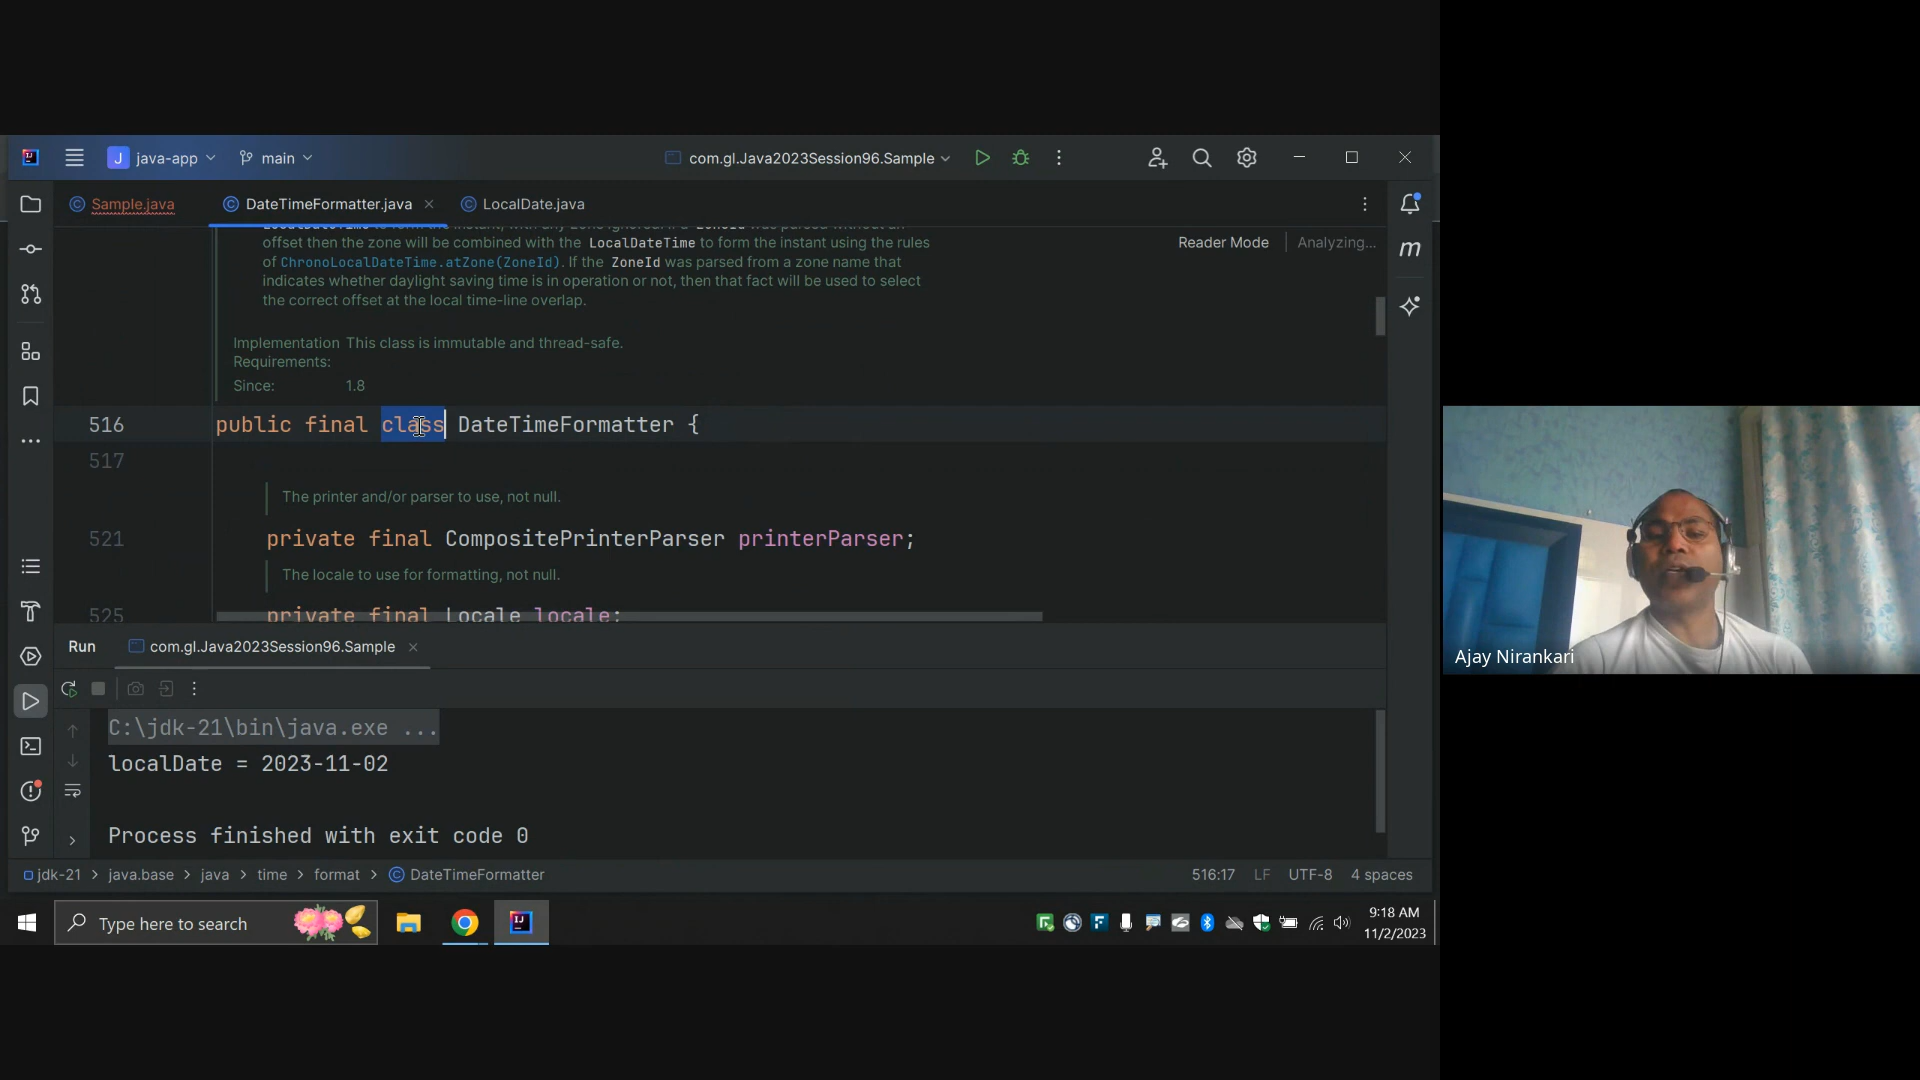 J java-app
main
com.gl.Java2023Session96.Sample
Sample.java
DateTimeFormatter.java
LocalDate.java
offset then the zone will be combined with the LocalDateTime to form the instant using the rules
of ChronoLocalDateTime.atZone(ZoneId). If the ZoneId was parsed from a zone name that
indicates whether daylight saving time is in operation or not, then that fact will be used to select
the correct offset at the local time-line overlap.
Reader Mode
Analyzing...
Implementation This class is immutable and thread-safe.
Requirements:
Since: 1.8
516 public final class DateTimeFormatter {
517
The printer and/or parser to use, not null.
521 private final CompositePrinterParser printerParser;
The locale to use for formatting, not null.
525 private final Locale locale;
Run
com.gl.Java2023Session96.Sample
C:\jdk-21\bin\java.exe ...
localDate = 2023-11-02
Process finished with exit code 0
jdk-21 > java.base > java > time > format > DateTimeFormatter
516:17 LF UTF-8 4 spaces
Type here to search
9:18 AM
11/2/2023
Ajay Nirankari